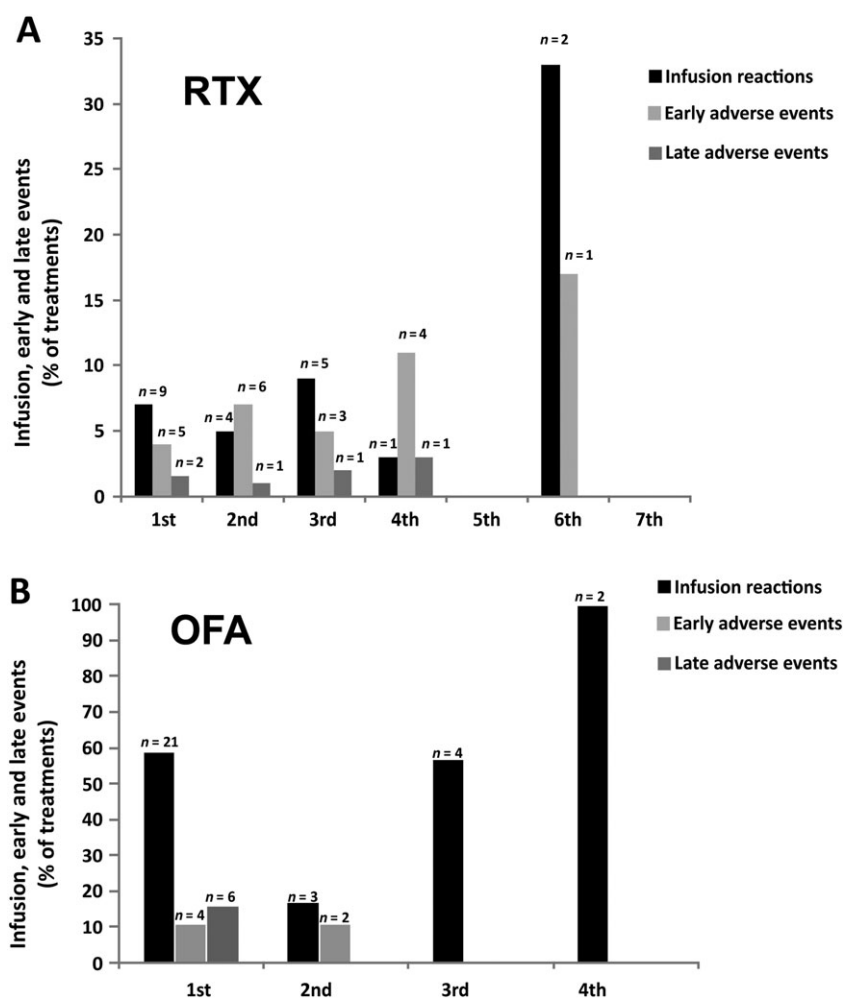 A
RTX
Infusion, early and late events
(% of treatments)
35
30
25
20
15
10
5
0
n = 9
n = 5
n = 2
n = 4
n = 6
n = 1
n = 5
n = 3
n = 1
n = 1
n = 4
n = 1
n = 2
n = 1
1st
2nd
3rd
4th
5th
6th
7th
Infusion reactions
Early adverse events
Late adverse events
B
OFA
Infusion, early and late events
(% of treatments)
100
90
80
70
60
50
40
30
20
10
0
n = 21
n = 4
n = 6
n = 3
n = 2
n = 4
n = 2
1st
2nd
3rd
4th
Infusion reactions
Early adverse events
Late adverse events